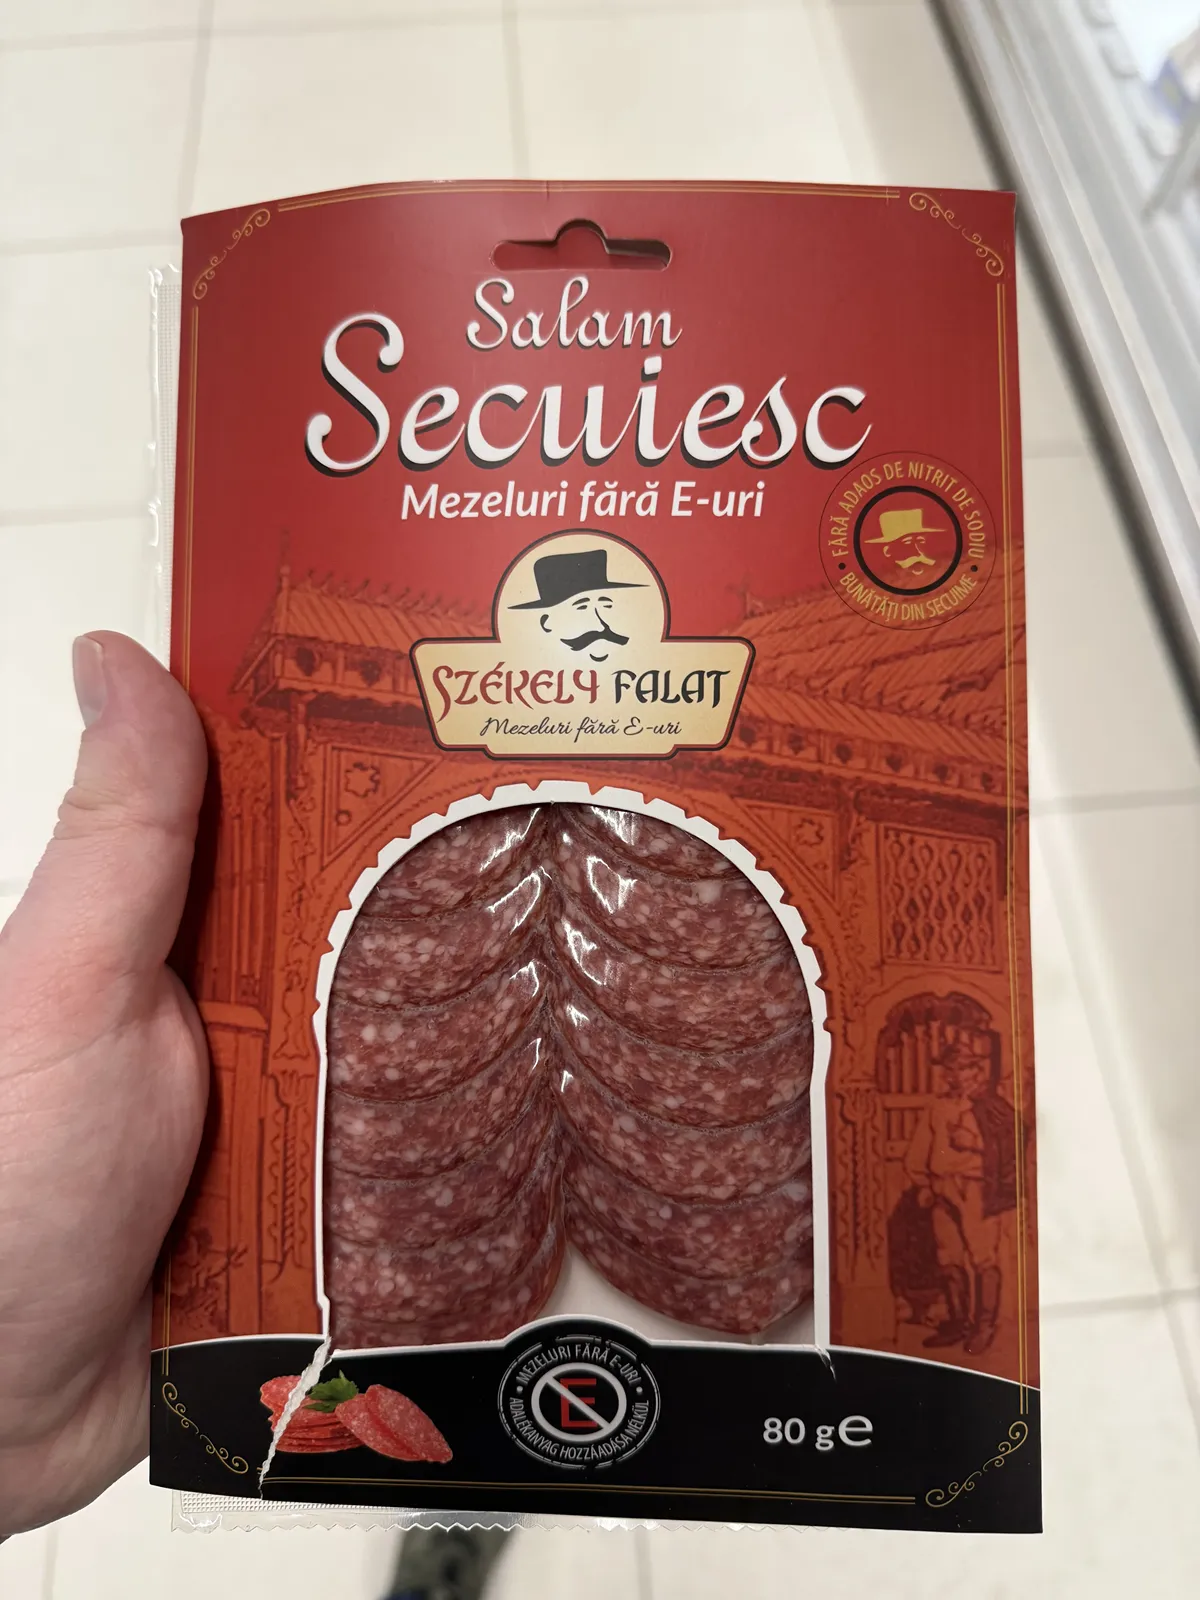 Salam
Secuiesc
Mezeluri fără E-uri
FĂRĂ ADAOS DE NITRIT DE SODIU
• BUNĂTĂȚI DIN SECUIME •
SZÉKELY FALAT
Mezeluri fără E-uri
• MEZELURI FĂRĂ E-URI •
ADALÉKANYAG HOZZÁADÁSA NÉLKÜL
E
80 g e